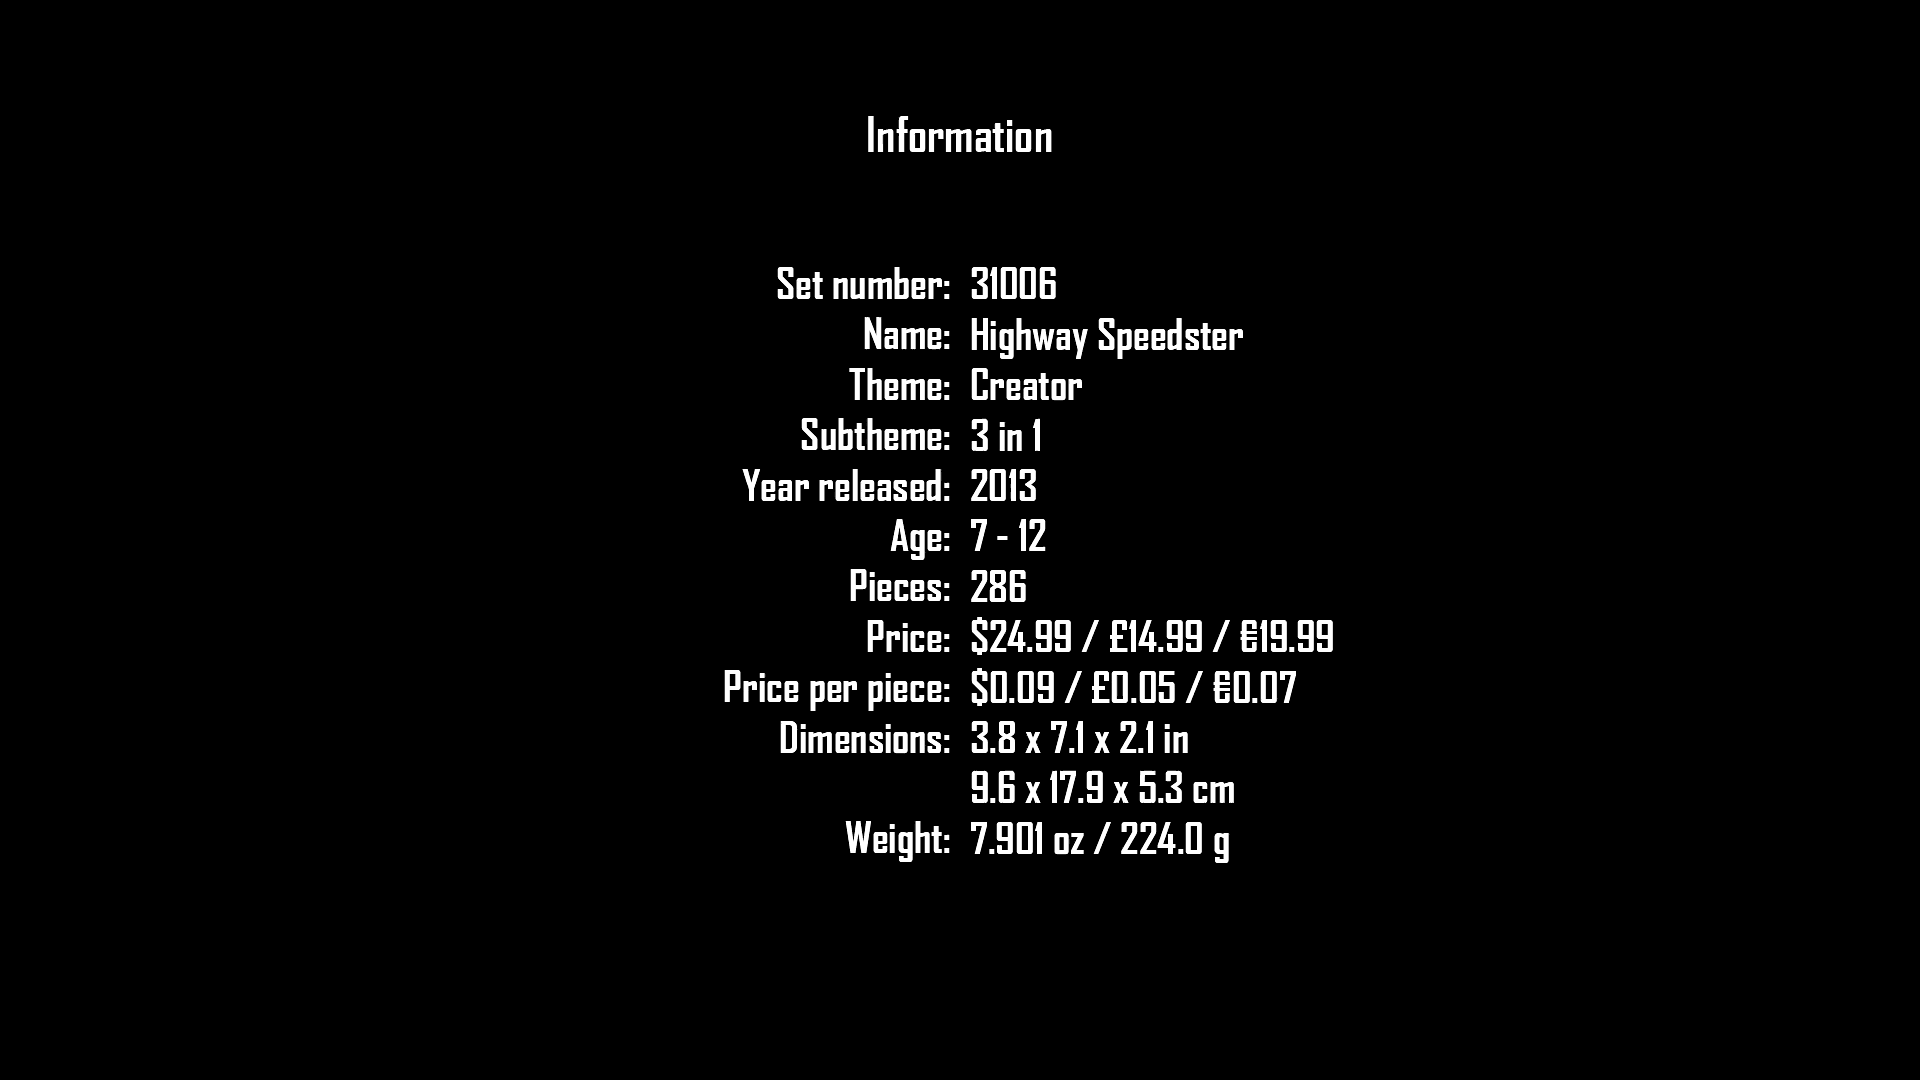 Information
Set number: 31006
Name: Highway Speedster
Theme: Creator
Subtheme: 3 in 1
Year released: 2013
Age: 7 - 12
Pieces: 286
Price: $24.99 / £14.99 / €19.99
Price per piece: $0.09 / £0.05 / €0.07
Dimensions: 3.8 x 7.1 x 2.1 in
9.6 x 17.9 x 5.3 cm
Weight: 7.901 oz / 224.0 g